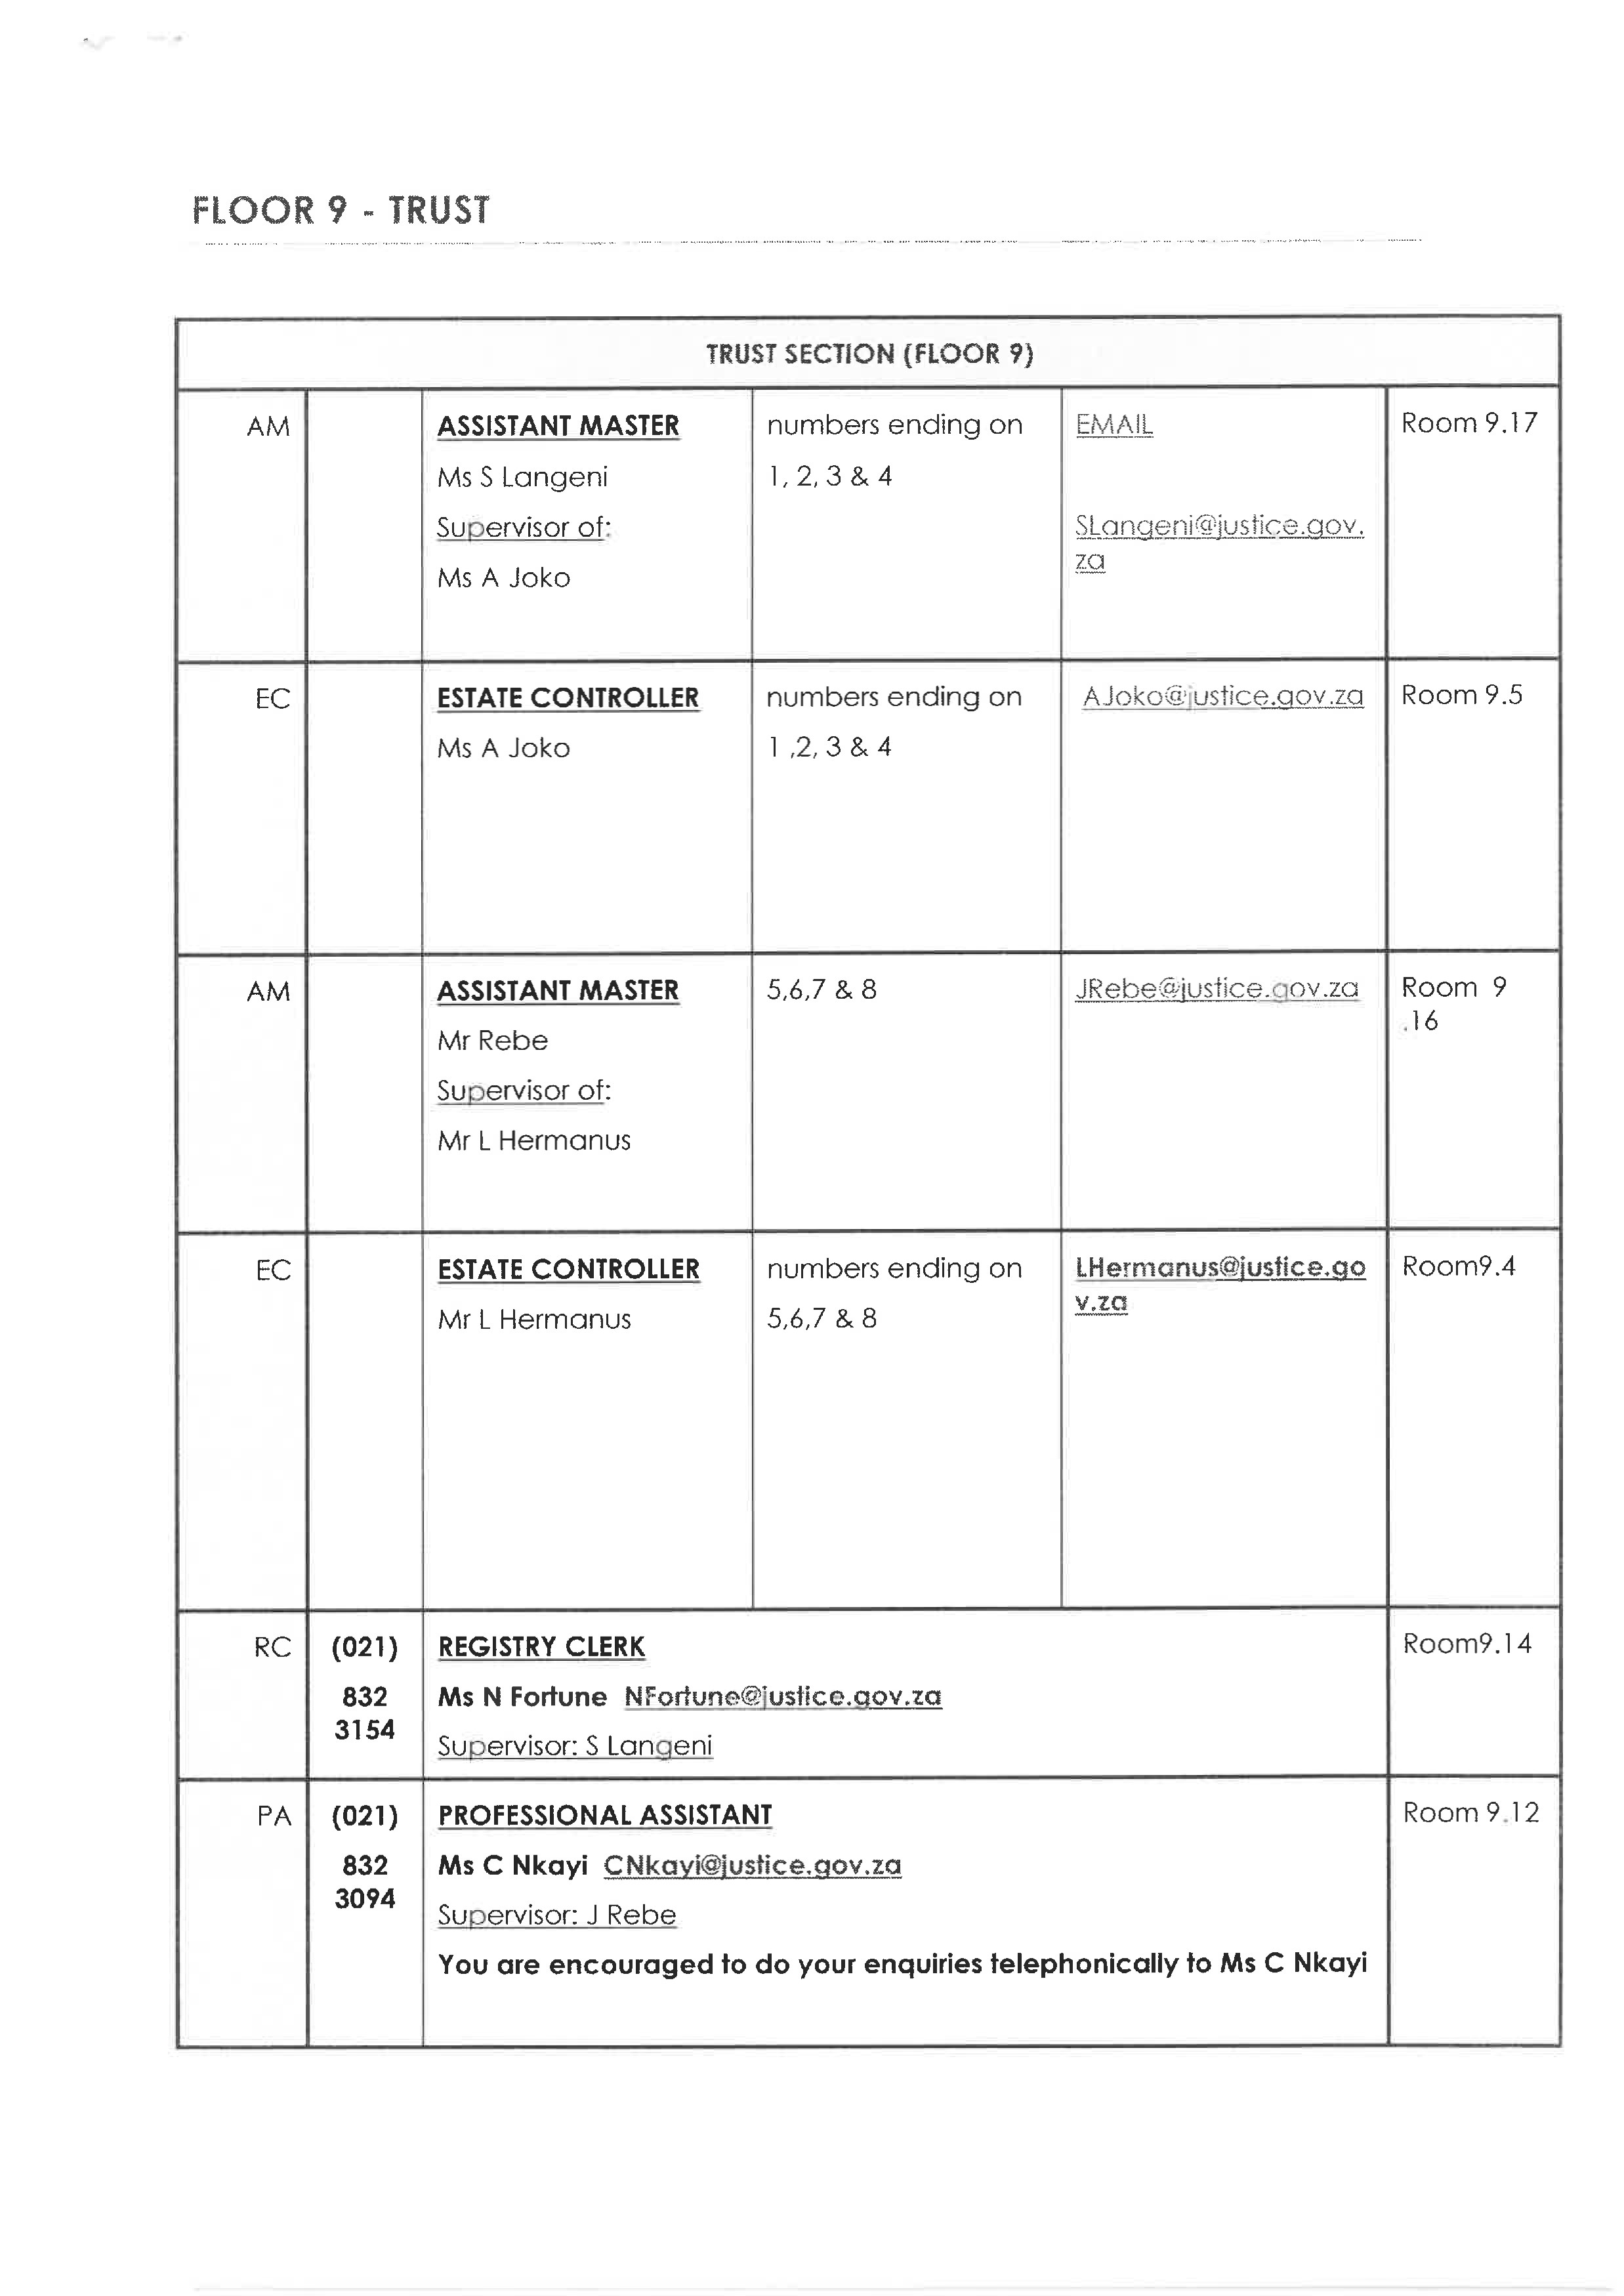 FLOOR 9 - TRUST
TRUST SECTION (FLOOR 9)
AM
ASSISTANT MASTER
Ms S Langeni
Supervisor of:
Ms A Joko
numbers ending on
1, 2, 3 & 4
EMAIL
SLangeni@justice.gov.
za
Room 9.17
EC
ESTATE CONTROLLER
Ms A Joko
numbers ending on
1 ,2, 3 & 4
AJoko@justice.gov.za
Room 9.5
AM
ASSISTANT MASTER
Mr Rebe
Supervisor of:
Mr L Hermanus
5,6,7 & 8
JRebe@justice.gov.za
Room 9
.16
EC
ESTATE CONTROLLER
Mr L Hermanus
numbers ending on
5,6,7 & 8
LHermanus@justice.go
v.za
Room9.4
RC
(021)
832
3154
REGISTRY CLERK
Ms N Fortune NFortune@justice.gov.za
Supervisor: S Langeni
Room9.14
PA
(021)
832
3094
PROFESSIONAL ASSISTANT
Ms C Nkayi CNkayi@justice.gov.za
Supervisor: J Rebe
You are encouraged to do your enquiries telephonically to Ms C Nkayi
Room 9.12